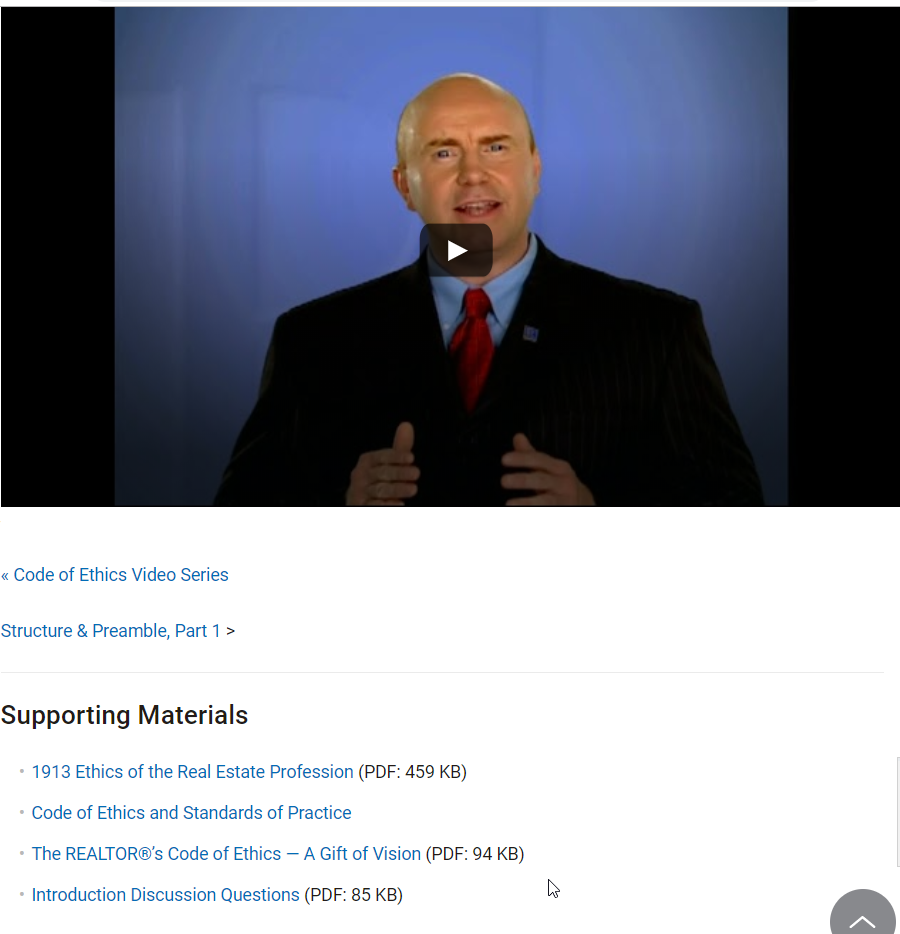 « Code of Ethics Video Series
Structure & Preamble, Part 1 >
Supporting Materials
1913 Ethics of the Real Estate Profession (PDF: 459 KB)
Code of Ethics and Standards of Practice
The REALTOR®’s Code of Ethics — A Gift of Vision (PDF: 94 KB)
Introduction Discussion Questions (PDF: 85 KB)